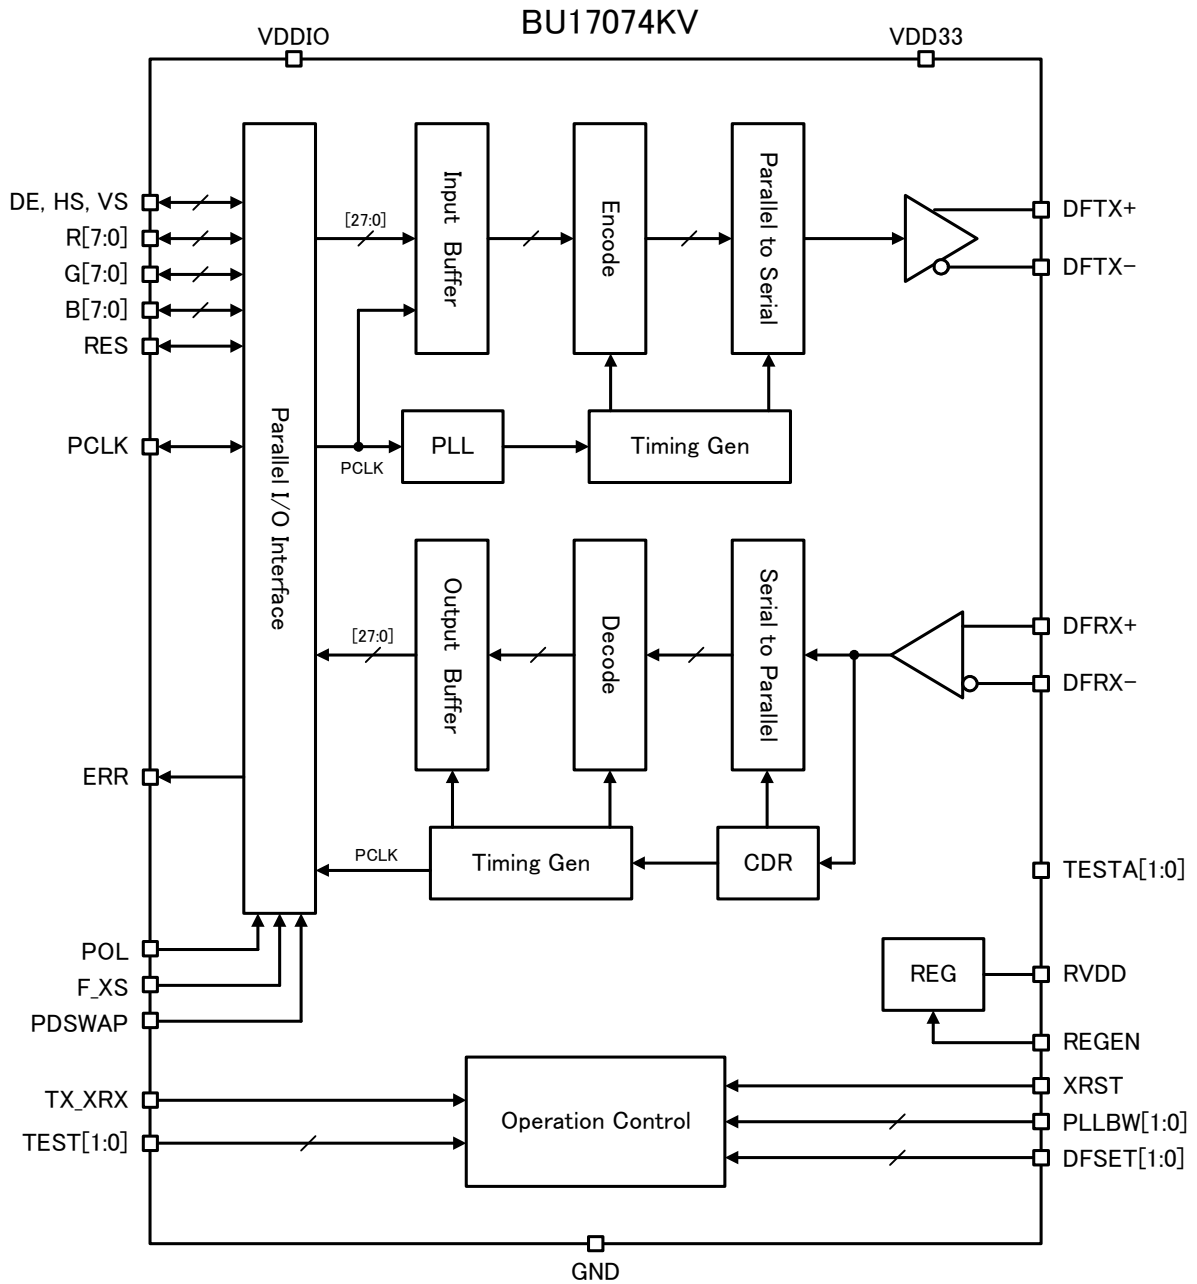 BU17074KV
VDDIO
VDD33
DE, HS, VS
R[7:0]
G[7:0]
B[7:0]
RES
PCLK
ERR
POL
F_XS
PDSWAP
TX_XRX
TEST[1:0]
Parallel I/O Interface
[27:0]
Input Buffer
Encode
Parallel to Serial
PCLK
PLL
Timing Gen
[27:0]
Output Buffer
Decode
Serial to Parallel
PCLK
Timing Gen
CDR
REG
Operation Control
DFTX+
DFTX-
DFRX+
DFRX-
TESTA[1:0]
RVDD
REGEN
XRST
PLLBW[1:0]
DFSET[1:0]
GND